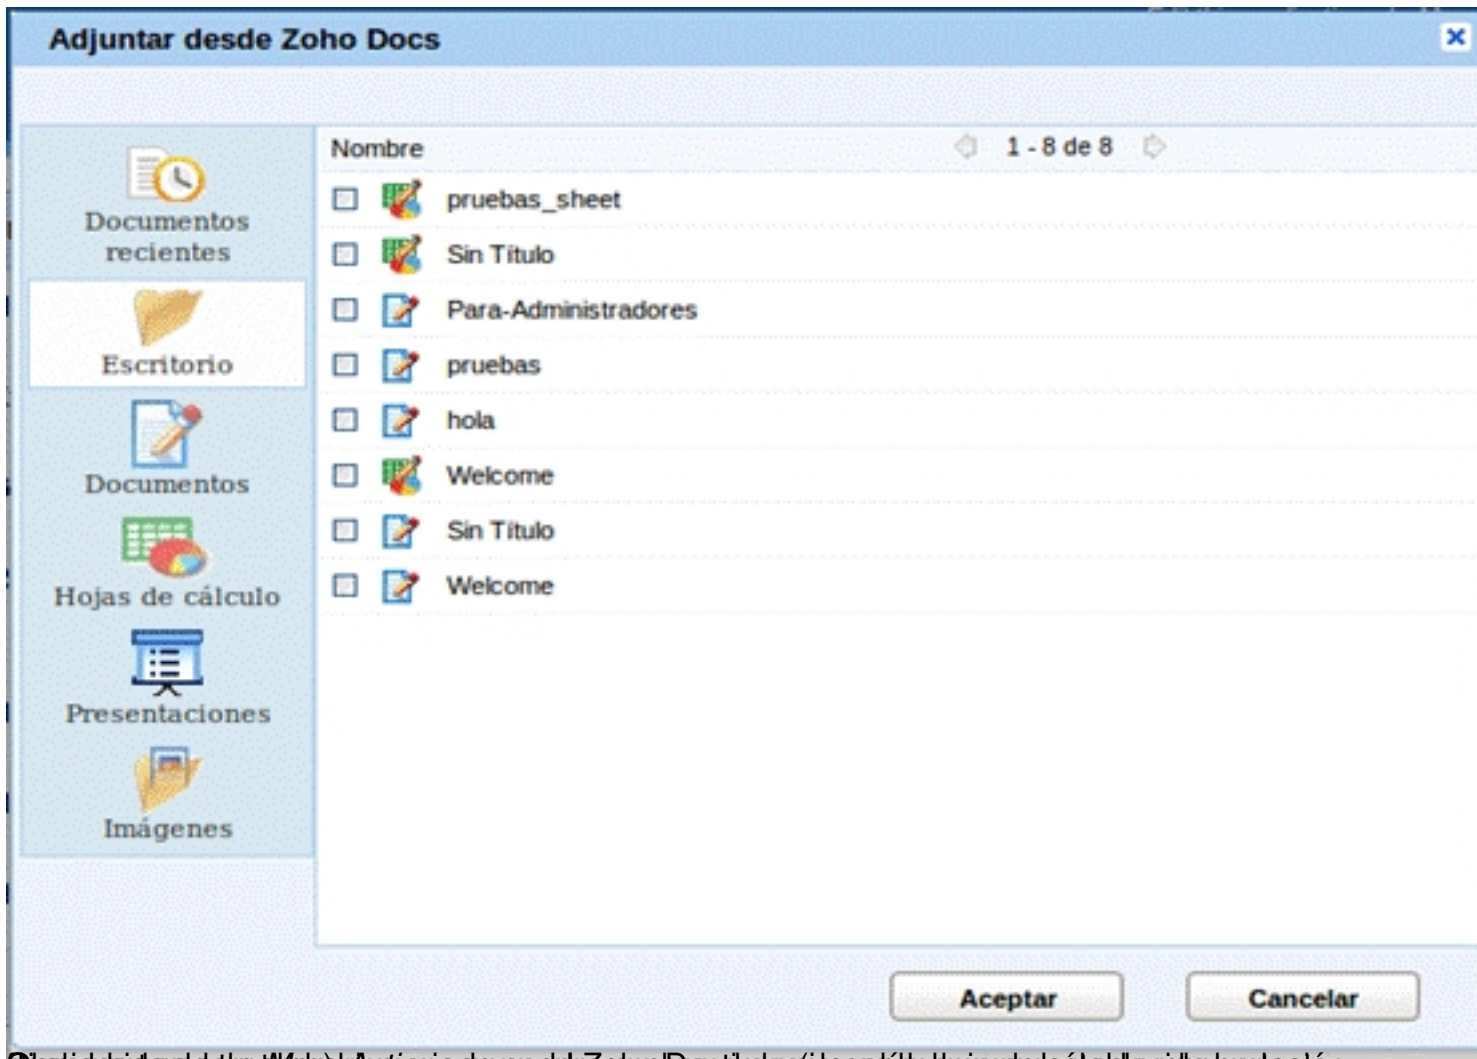 Adjuntar desde Zoho Docs
Nombre
1 - 8 de 8
Documentos
recientes
Escritorio
Documentos
Hojas de cálculo
Presentaciones
Imágenes
pruebas_sheet
Sin Título
Para-Administradores
pruebas
hola
Welcome
Sin Título
Welcome
Aceptar
Cancelar